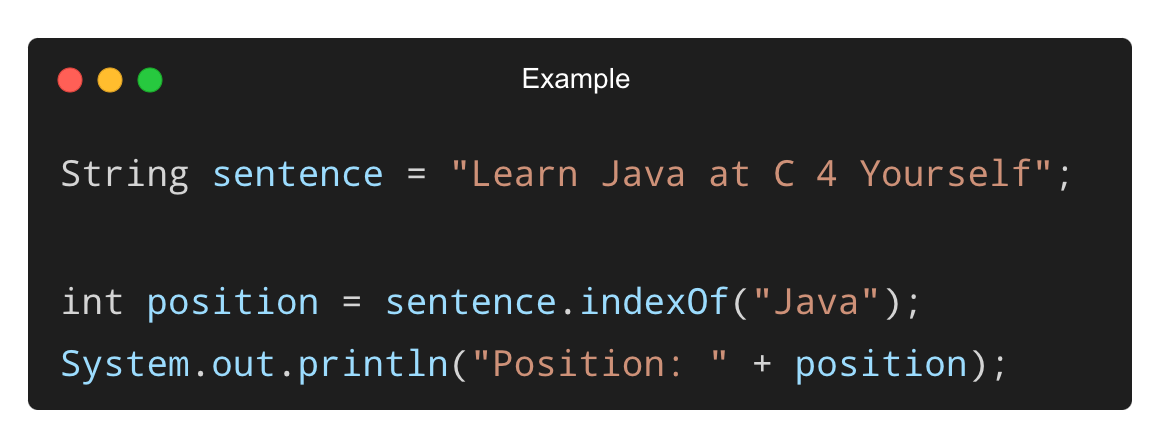 Example
String sentence = "Learn Java at C 4 Yourself";
int position = sentence.indexOf("Java");
System.out.println("Position: " + position);